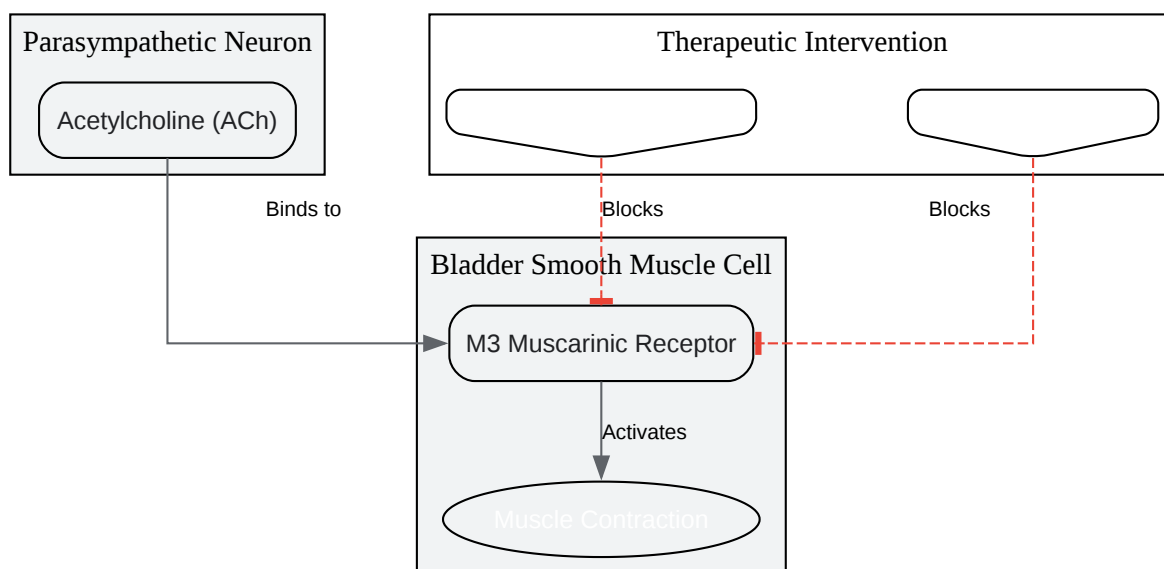 Parasympathetic Neuron
Therapeutic Intervention
Acetylcholine (ACh)
Binds to
Blocks
Blocks
Bladder Smooth Muscle Cell
M3 Muscarinic Receptor
Activates
Muscle Contraction